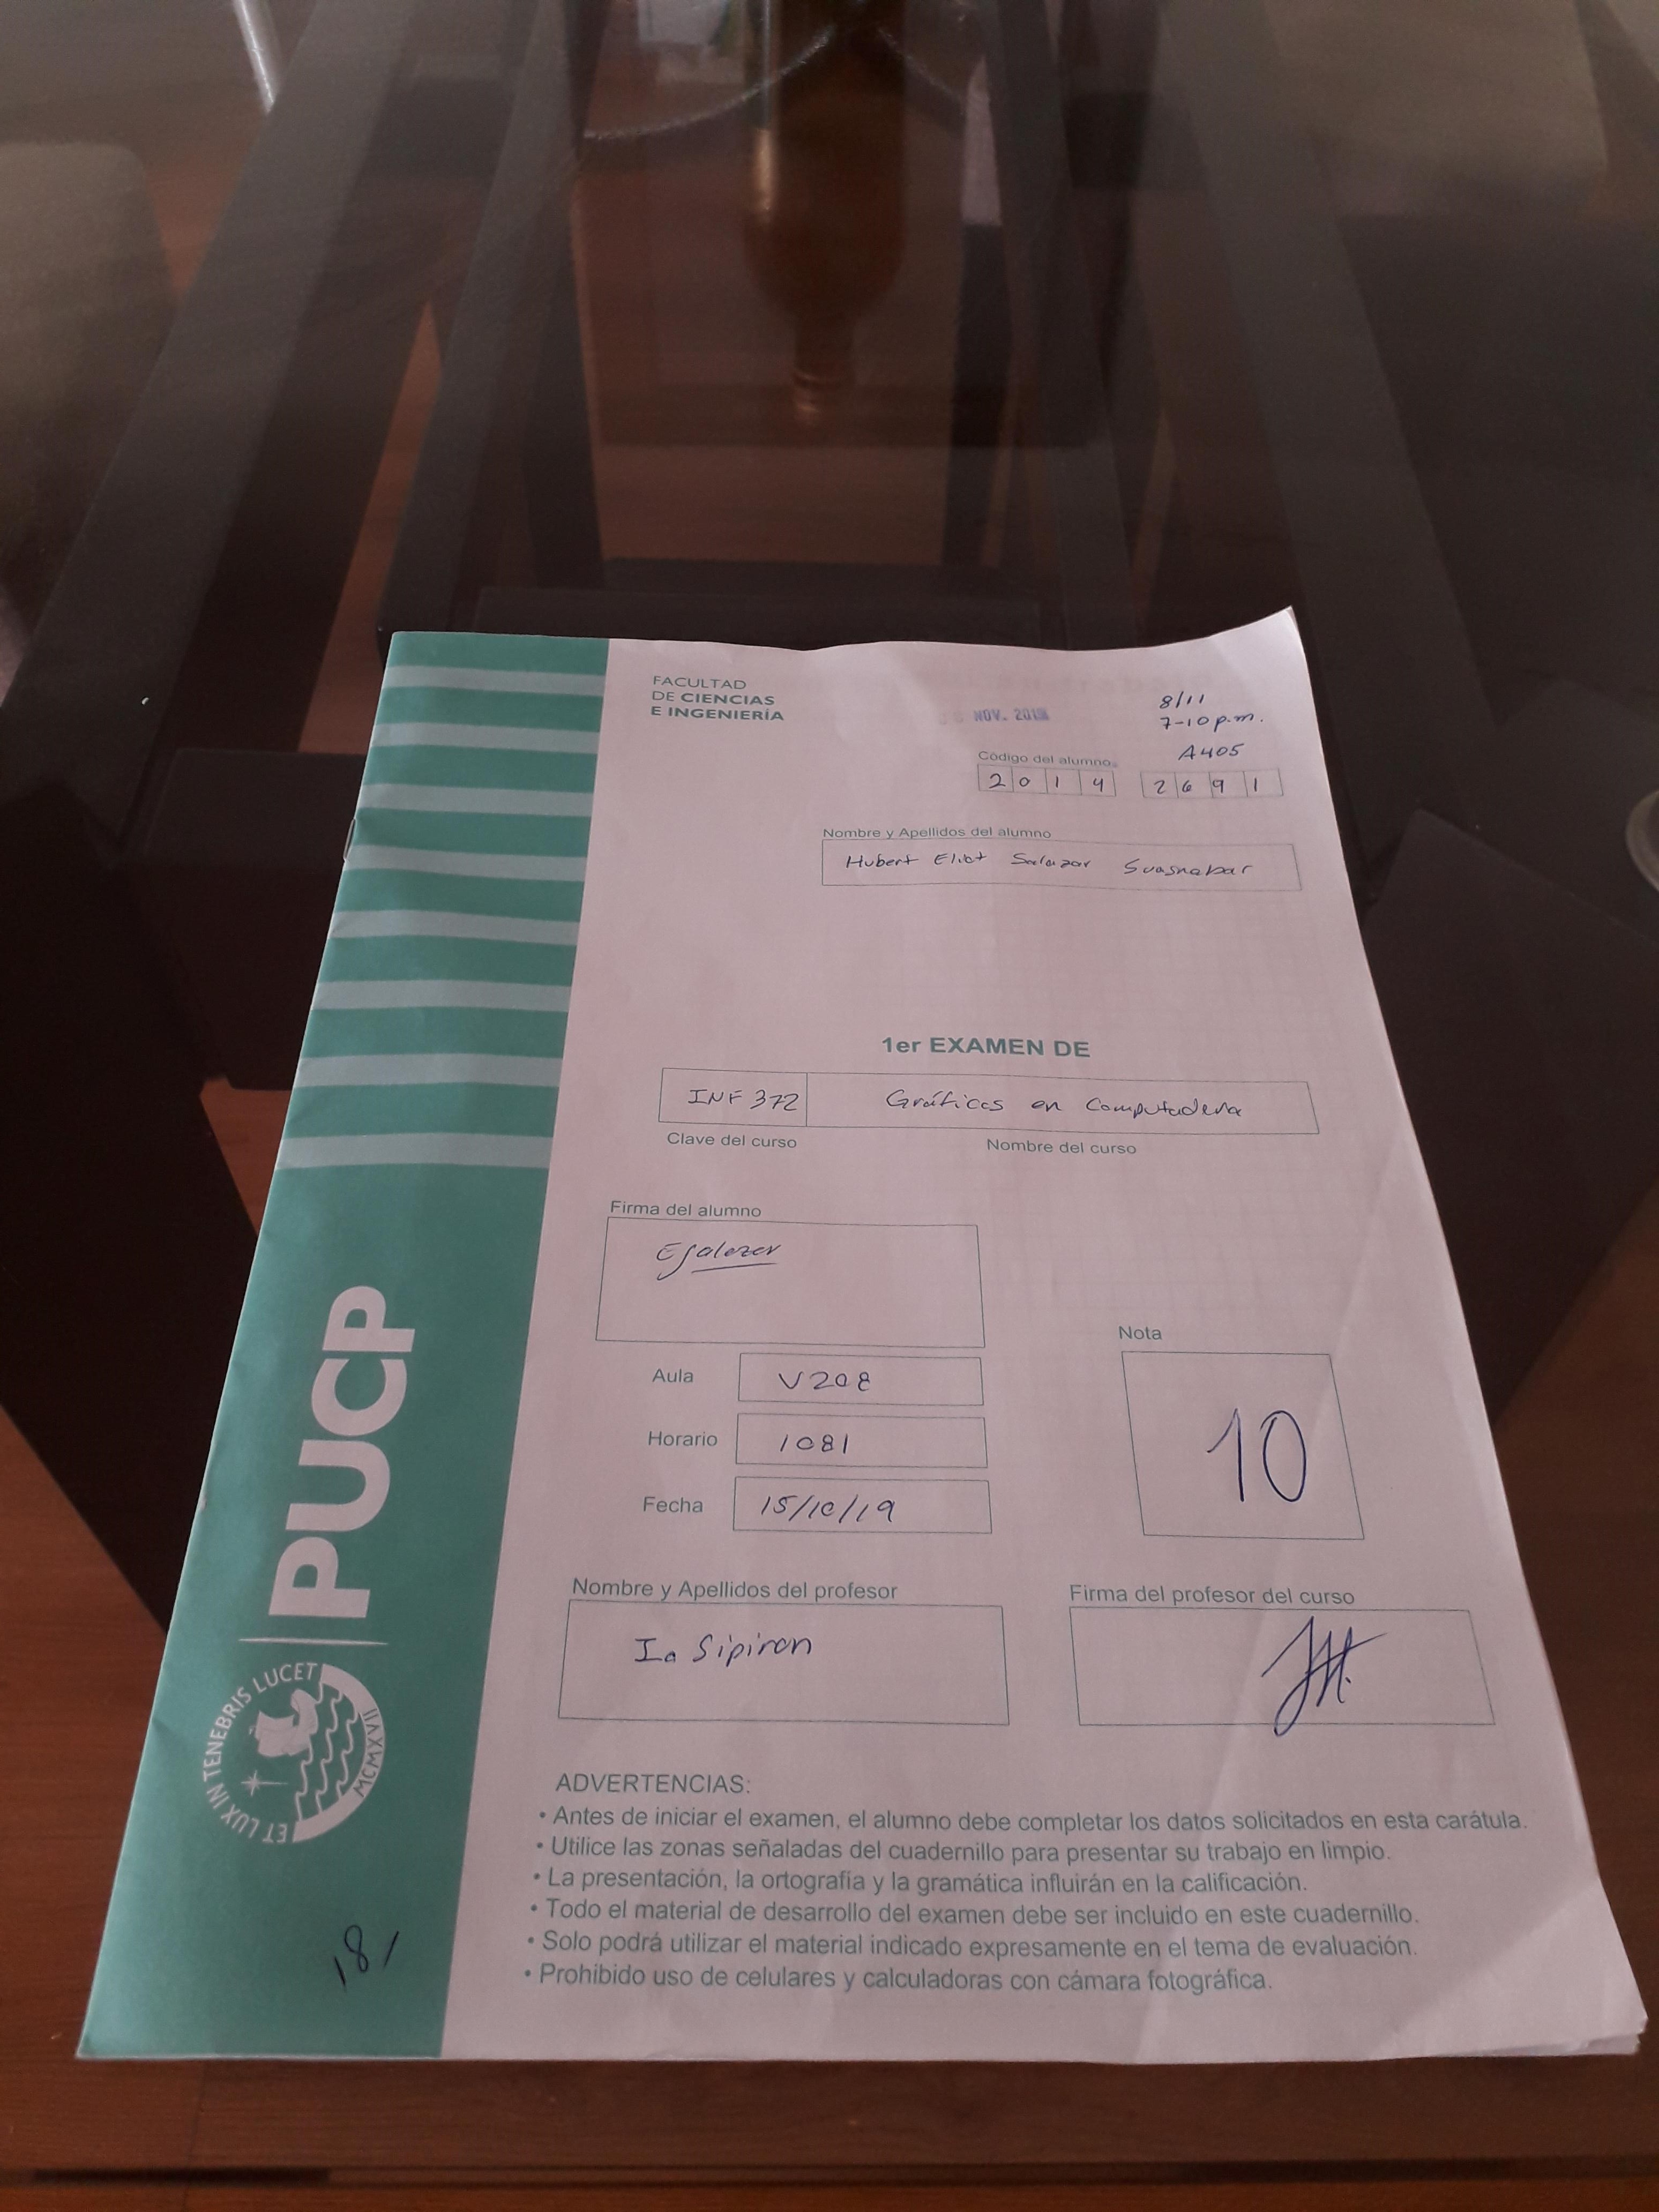 FACULTAD
DE CIENCIAS
E INGENIERÍA
NOV. 2019
8/11
7-10 p.m.
A405
Código del alumno
2 0 1 4 2 6 9 1
Nombre y Apellidos del alumno
Hubert Eliot Salazar Suasnabar
1er EXAMEN DE
INF 372 Gráficos en Computadora
Clave del curso Nombre del curso
Firma del alumno
ESalazar
Aula V208
Horario 1081
Fecha 15/10/19
Nota
10
Nombre y Apellidos del profesor
Sipiran
Firma del profesor del curso
ADVERTENCIAS:
• Antes de iniciar el examen, el alumno debe completar los datos solicitados en esta carátula.
• Utilice las zonas señaladas del cuadernillo para presentar su trabajo en limpio.
• La presentación, la ortografía y la gramática influirán en la calificación.
• Todo el material de desarrollo del examen debe ser incluido en este cuadernillo.
• Solo podrá utilizar el material indicado expresamente en el tema de evaluación.
• Prohibido uso de celulares y calculadoras con cámara fotográfica.
PUCP
ET LUX IN TENEBRIS LUCET
MCMXVII
181